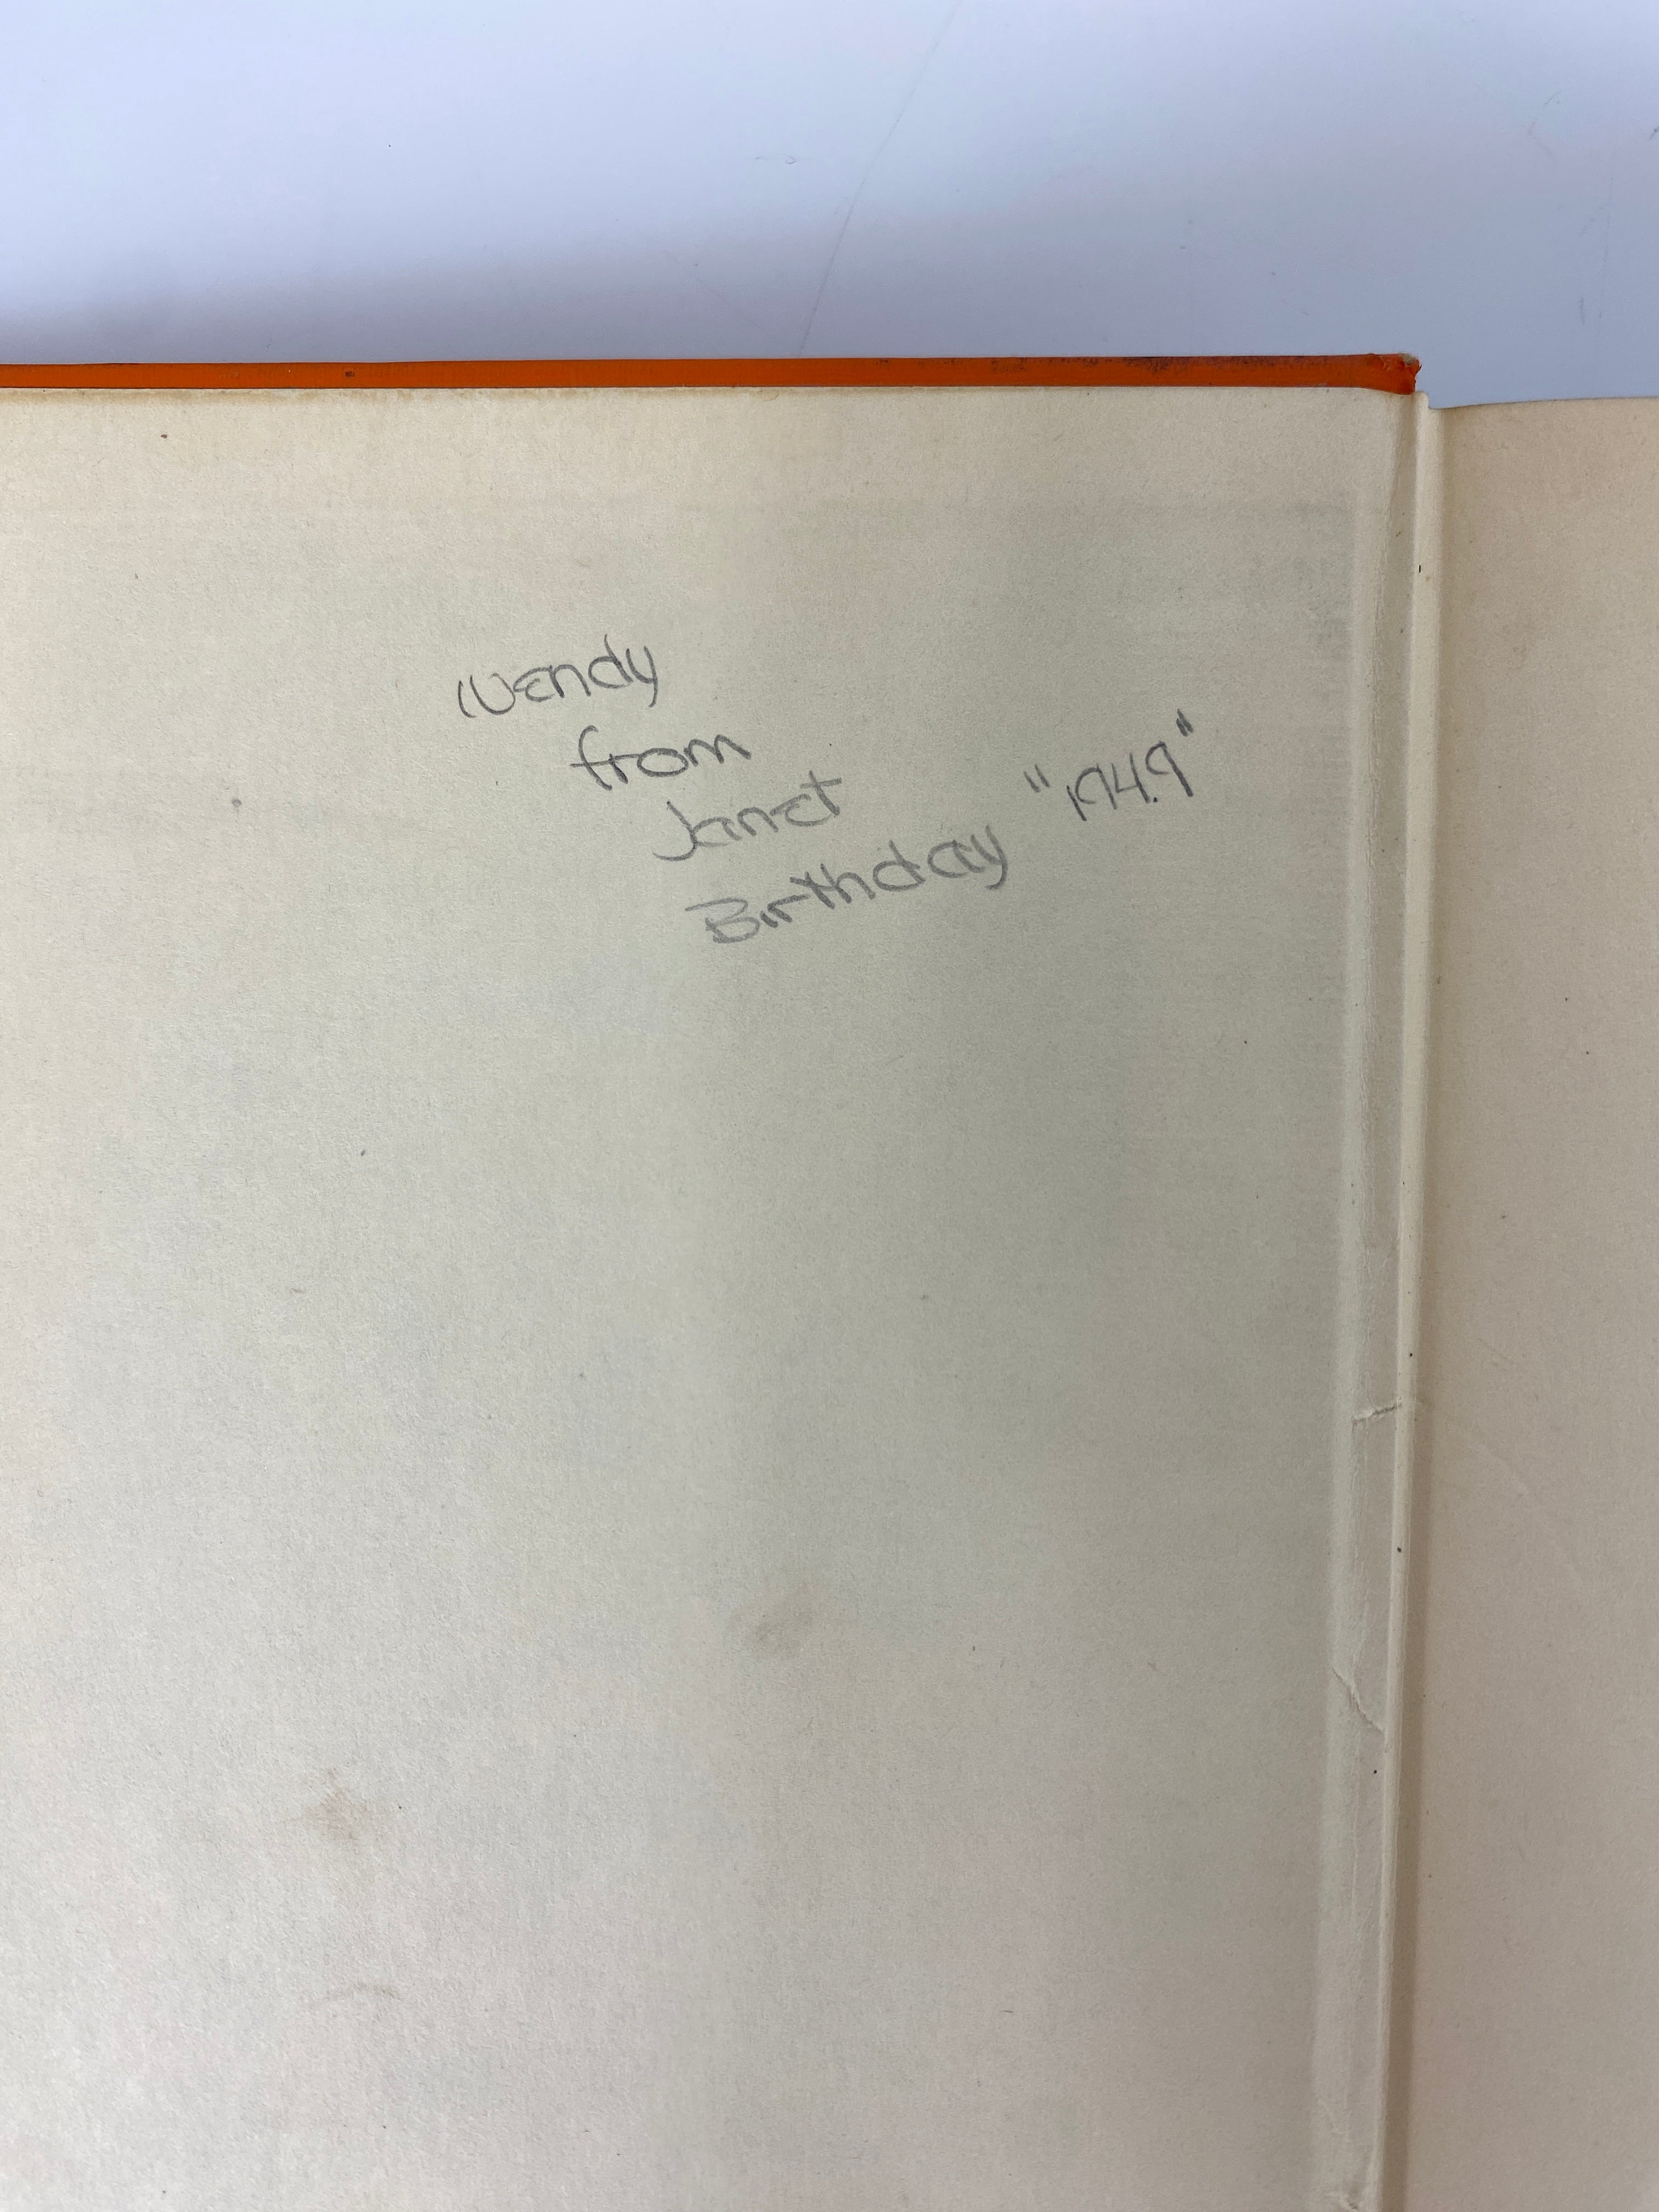 Wendy
from
Janet
Birthday "1949"